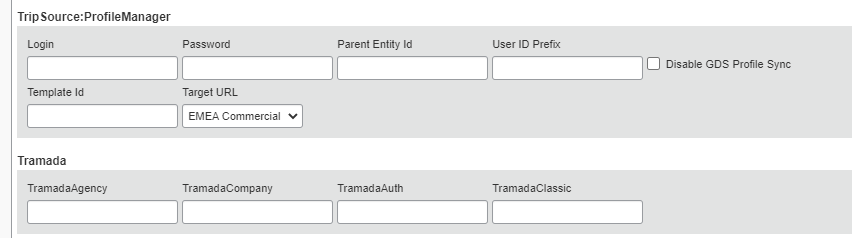 TripSource:ProfileManager
Login Password Parent Entity Id User ID Prefix
Disable GDS Profile Sync
Template Id Target URL
EMEA Commercial
Tramada
TramadaAgency TramadaCompany TramadaAuth TramadaClassic